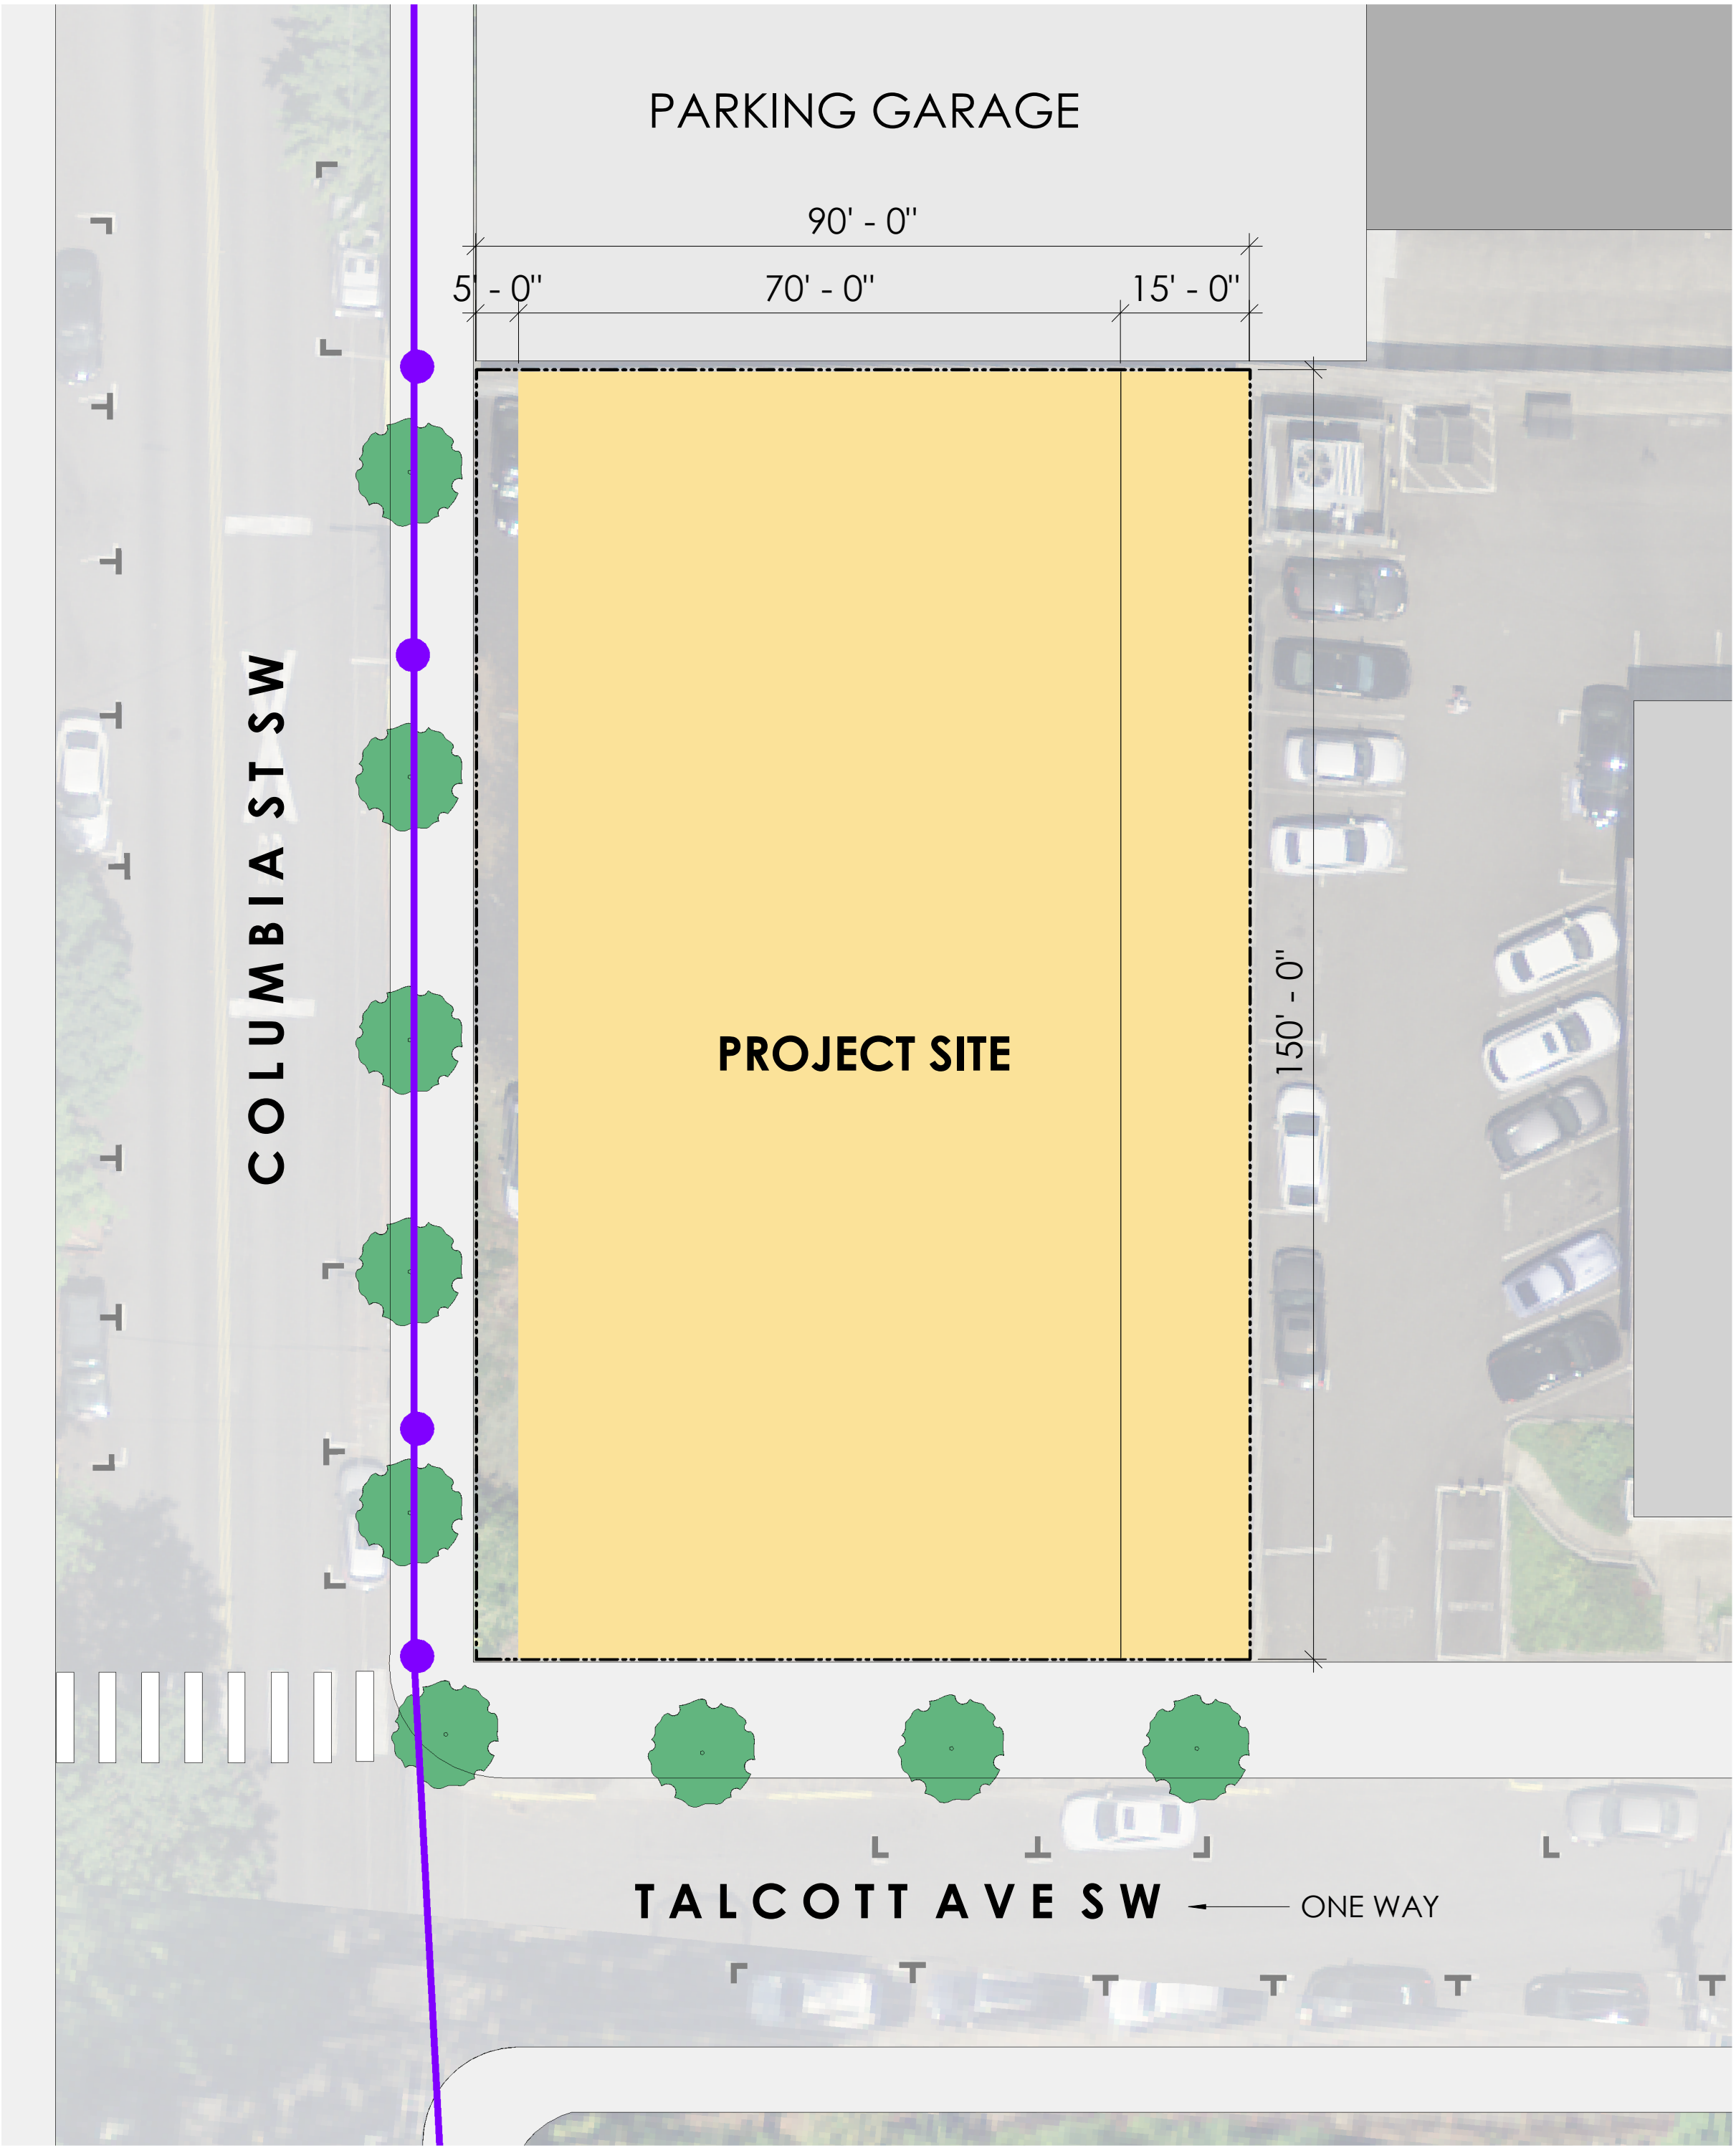 PARKING GARAGE
90' - 0"
5' - 0"
70' - 0"
15' - 0"
COLUMBIA ST SW
PROJECT SITE
150' - 0"
TALCOTT AVE SW
ONE WAY